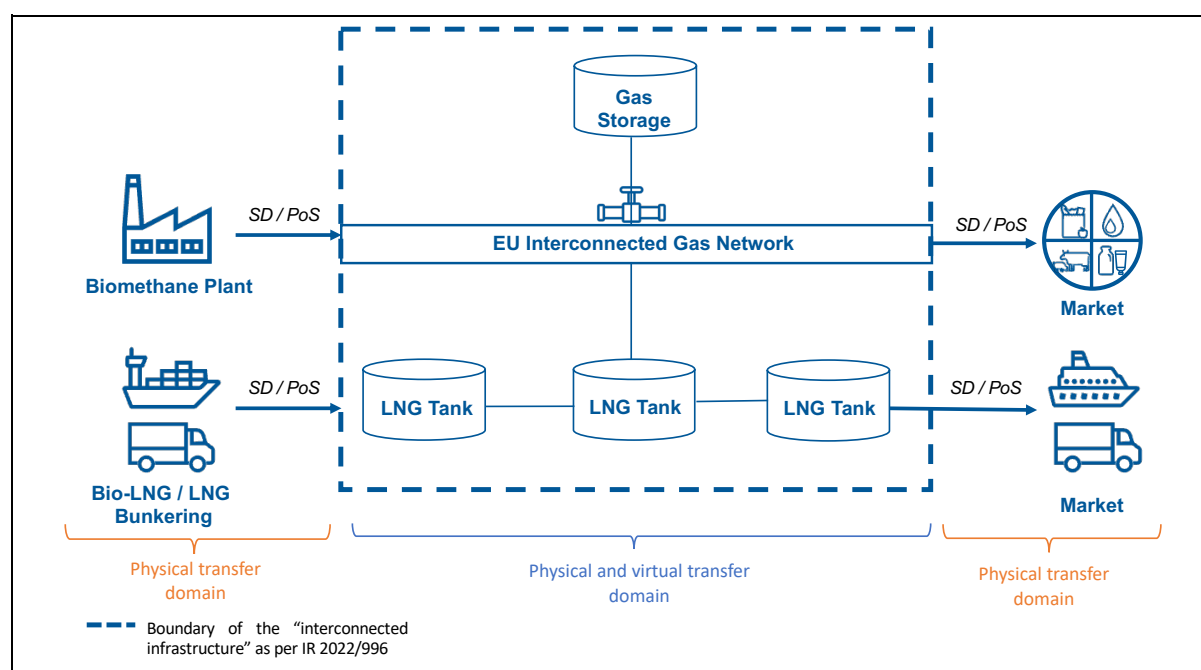 Gas
Storage
SD / PoS
EU Interconnected Gas Network
SD / PoS
Biomethane Plant
Market
SD / PoS
LNG Tank
LNG Tank
LNG Tank
SD / PoS
Bio-LNG / LNG
Bunkering
Market
Physical transfer
domain
Physical and virtual transfer
domain
Physical transfer
domain
Boundary of the “interconnected
infrastructure” as per IR 2022/996